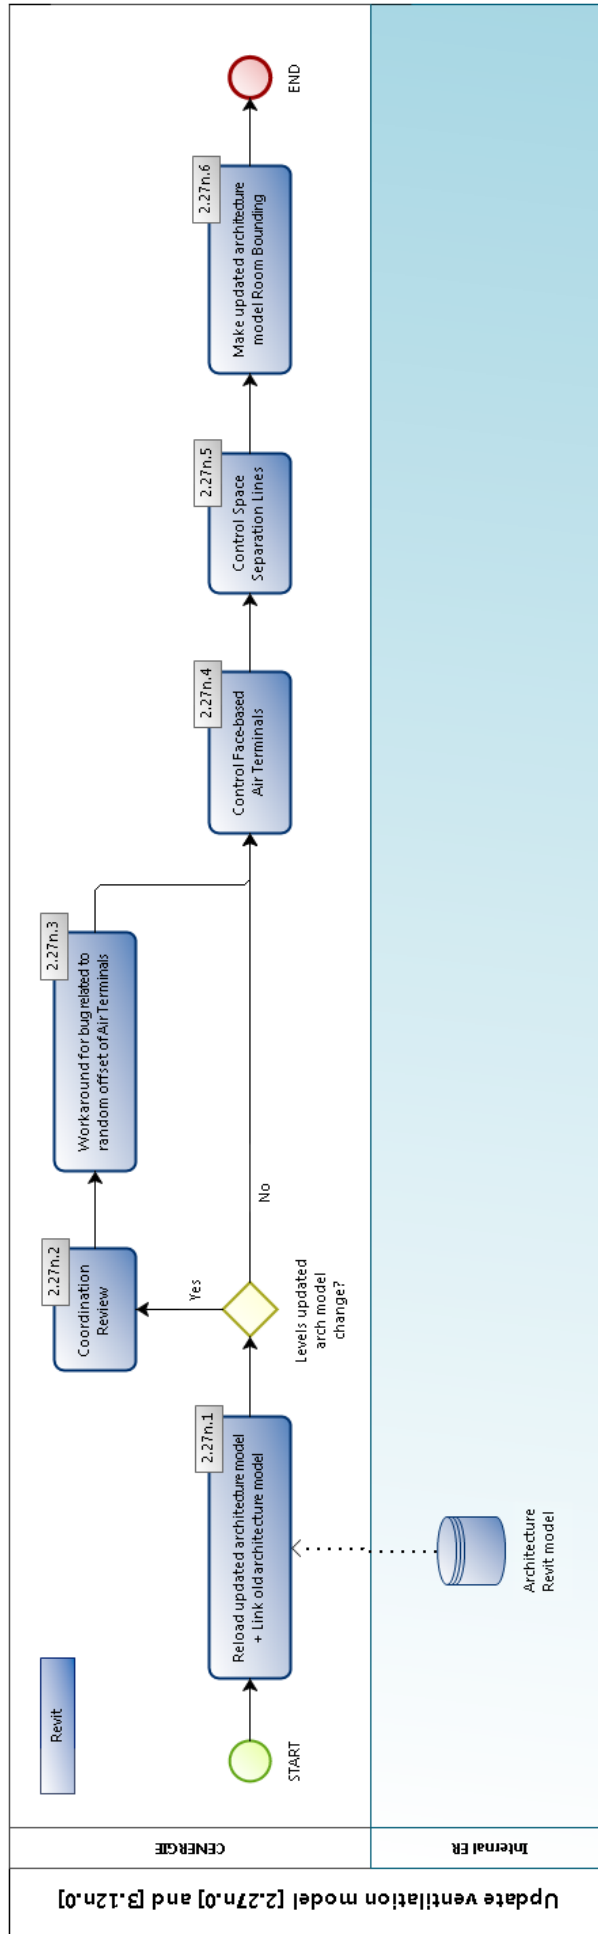 Update ventilation model [2.27n.0] and [3.12n.0]
CENERGIE
Internal ER
Revit
START
2.27n.1
Reload updated architecture model
+ Link old architecture model
Architecture
Revit model
Levels updated
arch model
change?
Yes
No
2.27n.2
Coordination
Review
2.27n.3
Workaround for bug related to
random offset of Air Terminals
2.27n.4
Control Face-based
Air Terminals
2.27n.5
Control Space
Separation Lines
2.27n.6
Make updated architecture
model Room Bounding
END